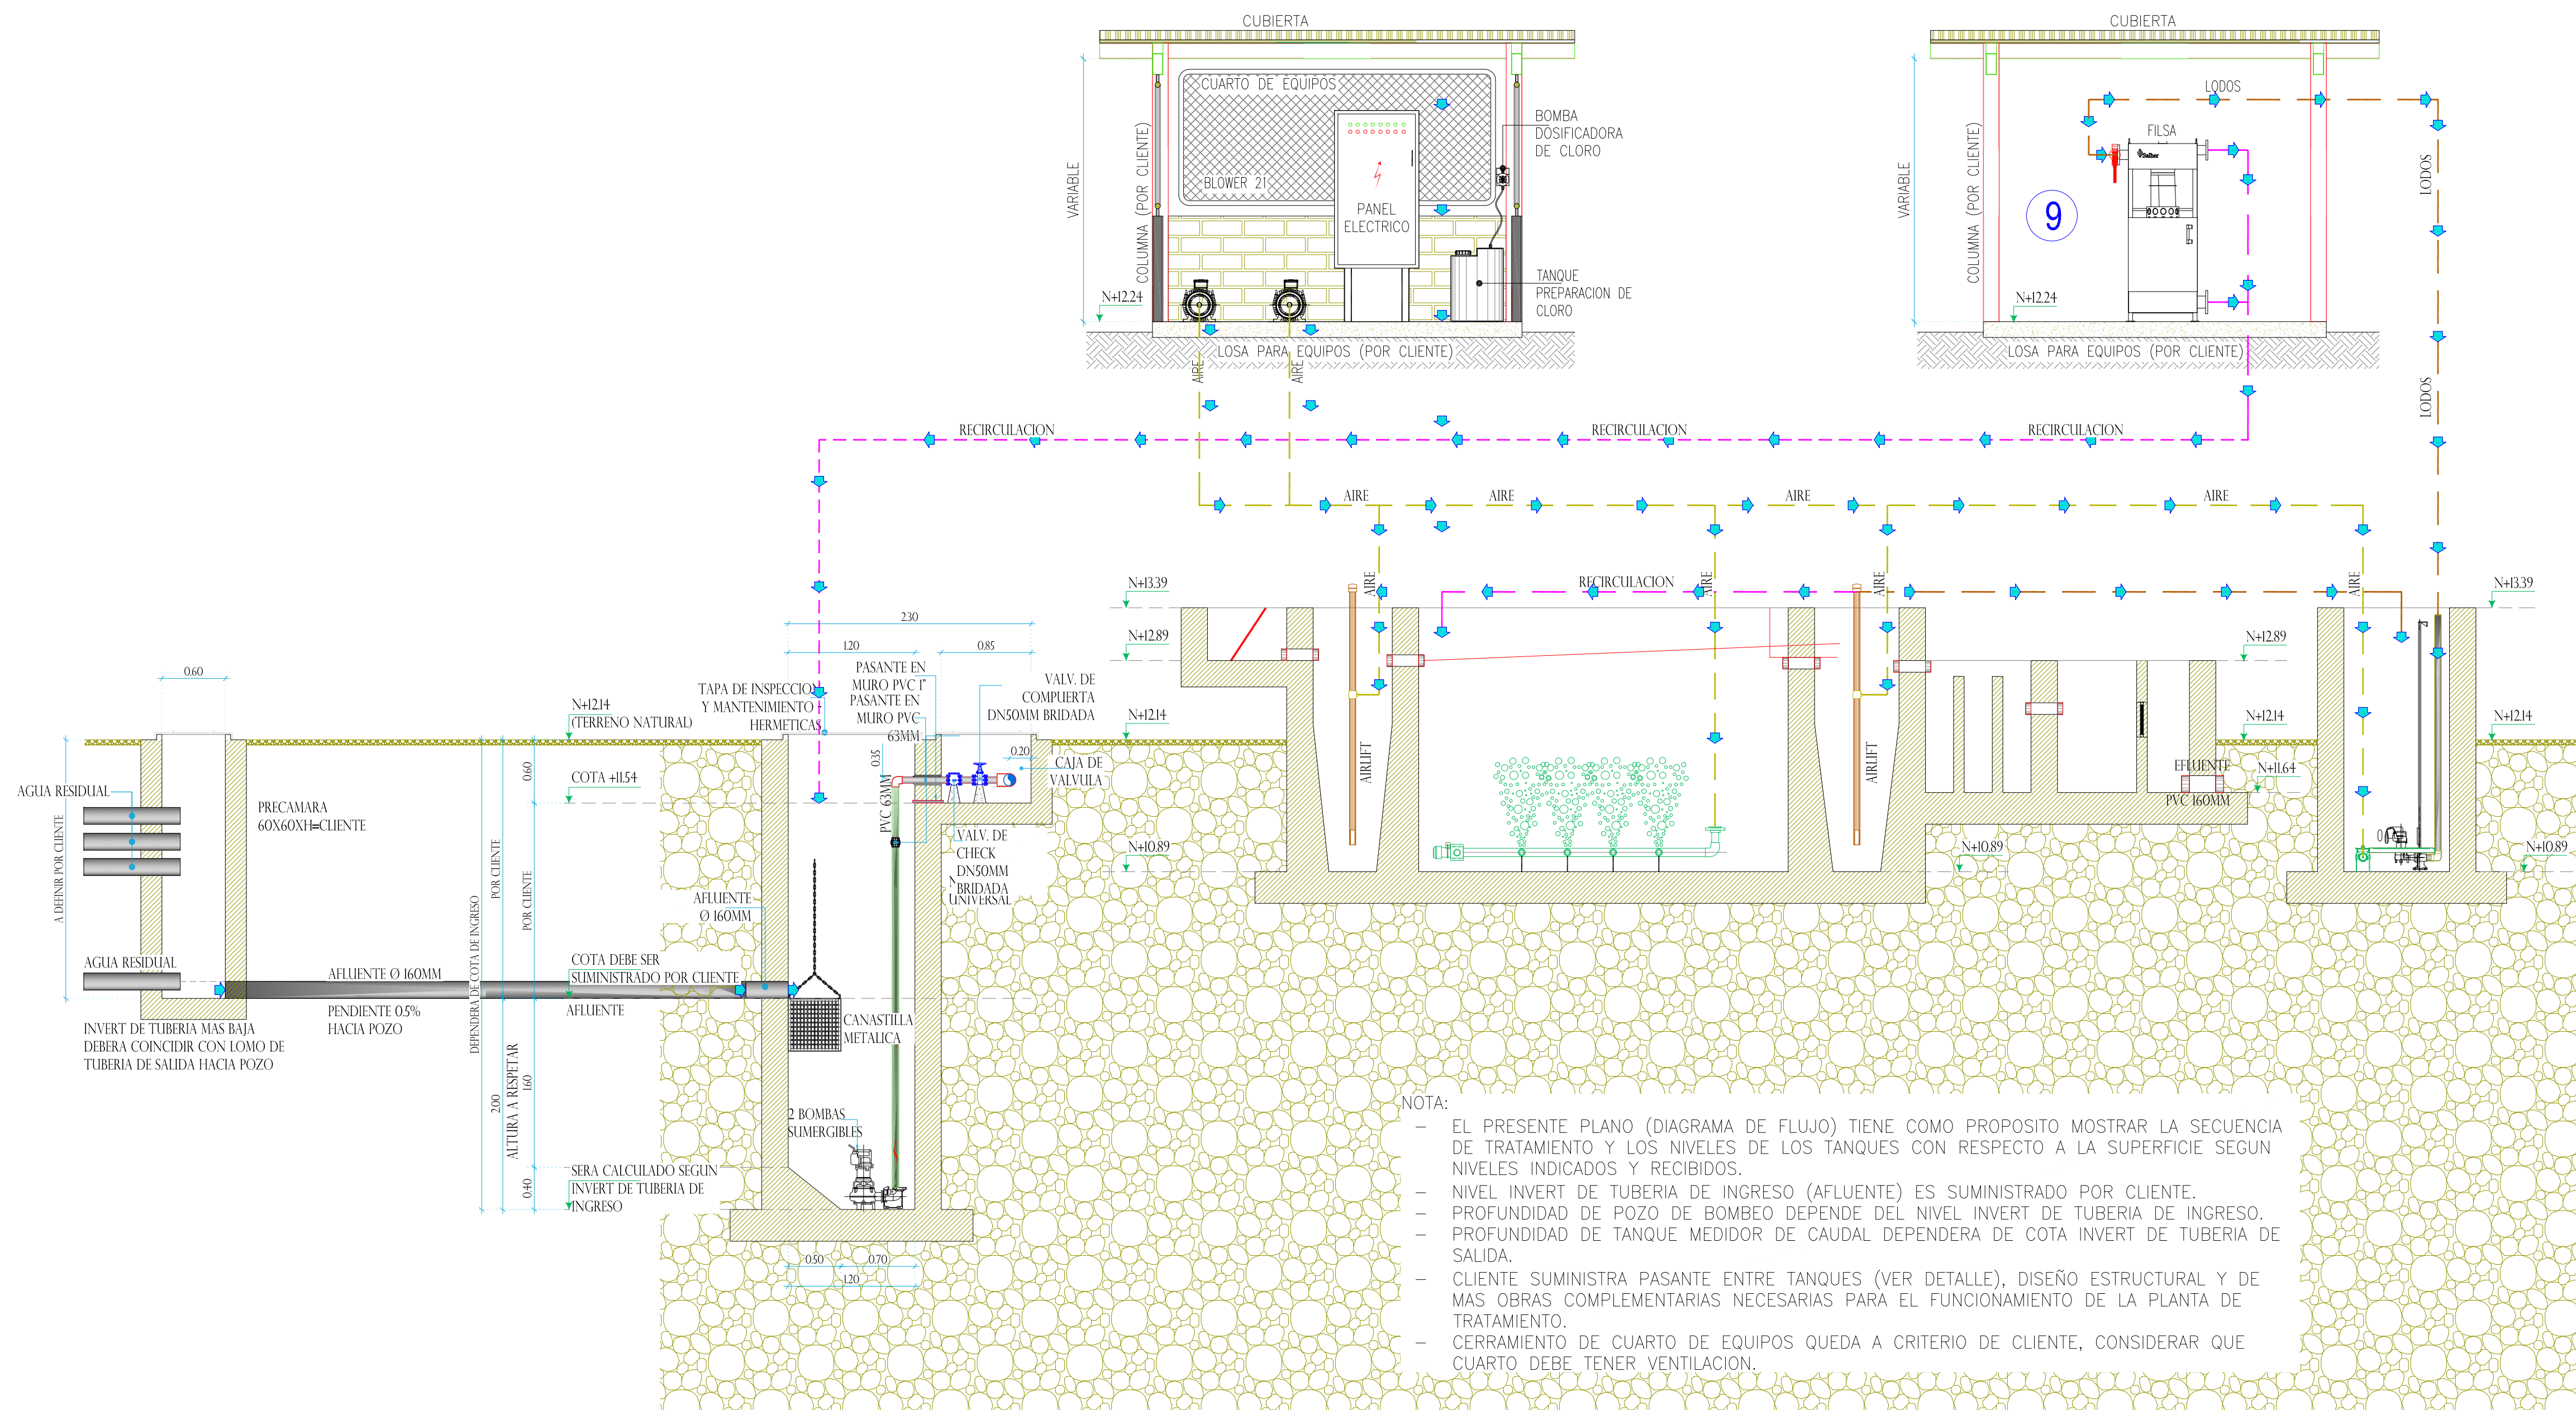 CUBIERTA
CUARTO DE EQUIPOS
BLOWER 21
PANEL
ELECTRICO
BOMBA
DOSIFICADORA
DE CLORO
TANQUE
PREPARACION DE
CLORO
VARIABLE
COLUMNA (POR CLIENTE)
N+12.24
LOSA PARA EQUIPOS (POR CLIENTE)
AIRE
AIRE
CUBIERTA
LODOS
FILSA
Salher
9
VARIABLE
COLUMNA (POR CLIENTE)
N+12.24
LOSA PARA EQUIPOS (POR CLIENTE)
LODOS
LODOS
RECIRCULACION
RECIRCULACION
RECIRCULACION
AIRE
AIRE
AIRE
AIRE
RECIRCULACION
AIRE
AIRE
AIRE
AIRE
N+13.39
N+12.89
N+12.14
N+10.89
AIRLIFT
AIRLIFT
N+13.39
N+12.89
N+12.14
N+12.14
EFLUENTE
N+11.64
PVC 160MM
N+10.89
N+10.89
0.60
AGUA RESIDUAL
A DEFINIR POR CLIENTE
PRECAMARA
60X60XH=CLIENTE
AGUA RESIDUAL
AFLUENTE Ø 160MM
PENDIENTE 0.5%
HACIA POZO
INVERT DE TUBERIA MAS BAJA
DEBERA COINCIDIR CON LOMO DE
TUBERIA DE SALIDA HACIA POZO
DEPENDERA DE COTA DE INGRESO
POR CLIENTE
POR CLIENTE
0.60
2.00
ALTURA A RESPETAR
1.60
0.40
N+12.14
(TERRENO NATURAL)
COTA +11.54
COTA DEBE SER
SUMINISTRADO POR CLIENTE
AFLUENTE
SERA CALCULADO SEGUN
INVERT DE TUBERIA DE
INGRESO
2.30
1.20
0.85
TAPA DE INSPECCION
Y MANTENIMIENTO -
HERMETICAS
PASANTE EN
MURO PVC 1"
PASANTE EN
MURO PVC
63MM
VALV. DE
COMPUERTA
DN50MM BRIDADA
0.35
0.20
CAJA DE
VALVULA
PVC 63MM
VALV. DE
CHECK
DN50MM
BRIDADA
UNIVERSAL
AFLUENTE
Ø 160MM
CANASTILLA
METALICA
2 BOMBAS
SUMERGIBLES
0.50
0.70
1.20
NOTA:
– EL PRESENTE PLANO (DIAGRAMA DE FLUJO) TIENE COMO PROPOSITO MOSTRAR LA SECUENCIA
DE TRATAMIENTO Y LOS NIVELES DE LOS TANQUES CON RESPECTO A LA SUPERFICIE SEGUN
NIVELES INDICADOS Y RECIBIDOS.
– NIVEL INVERT DE TUBERIA DE INGRESO (AFLUENTE) ES SUMINISTRADO POR CLIENTE.
– PROFUNDIDAD DE POZO DE BOMBEO DEPENDE DEL NIVEL INVERT DE TUBERIA DE INGRESO.
– PROFUNDIDAD DE TANQUE MEDIDOR DE CAUDAL DEPENDERA DE COTA INVERT DE TUBERIA DE
SALIDA.
– CLIENTE SUMINISTRA PASANTE ENTRE TANQUES (VER DETALLE), DISEÑO ESTRUCTURAL Y DE
MAS OBRAS COMPLEMENTARIAS NECESARIAS PARA EL FUNCIONAMIENTO DE LA PLANTA DE
TRATAMIENTO.
– CERRAMIENTO DE CUARTO DE EQUIPOS QUEDA A CRITERIO DE CLIENTE, CONSIDERAR QUE
CUARTO DEBE TENER VENTILACION.